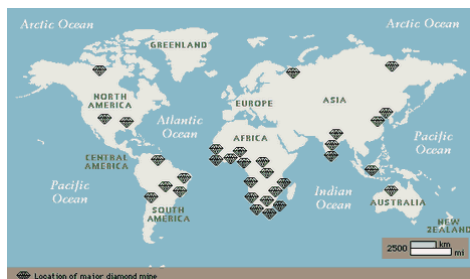 Arctic Ocean
Arctic Ocean
GREENLAND
NORTH
AMERICA
EUROPE
ASIA
Atlantic
Ocean
AFRICA
Pacific
Ocean
CENTRAL
AMERICA
Pacific
Ocean
Indian
Ocean
SOUTH
AMERICA
AUSTRALIA
NEW
ZEALAND
2500 km
mi
Location of major diamond mine